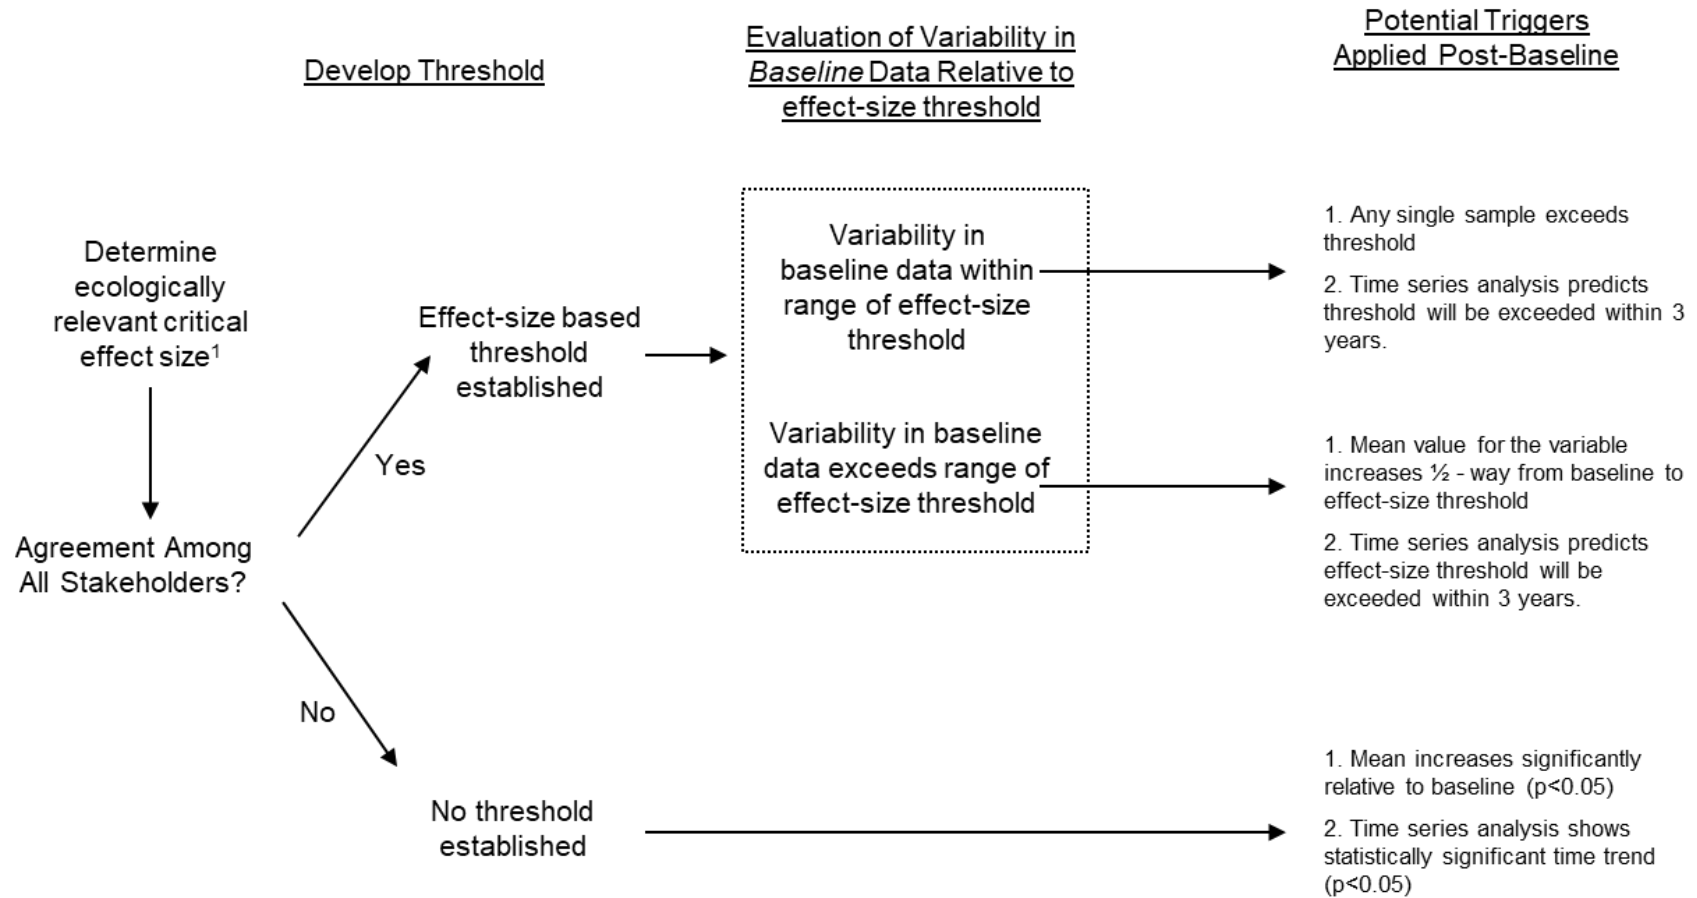 Develop Threshold
Evaluation of Variability in
Baseline Data Relative to
effect-size threshold
Potential Triggers
Applied Post-Baseline
Determine
ecologically
relevant critical
effect size¹
Agreement Among
All Stakeholders?
Yes
No
Effect-size based
threshold
established
No threshold
established
Variability in
baseline data within
range of effect-size
threshold
Variability in baseline
data exceeds range of
effect-size threshold
1. Any single sample exceeds
threshold
2. Time series analysis predicts
threshold will be exceeded within 3
years.
1. Mean value for the variable
increases ½ - way from baseline to
effect-size threshold
2. Time series analysis predicts
effect-size threshold will be
exceeded within 3 years.
1. Mean increases significantly
relative to baseline (p<0.05)
2. Time series analysis shows
statistically significant time trend
(p<0.05)